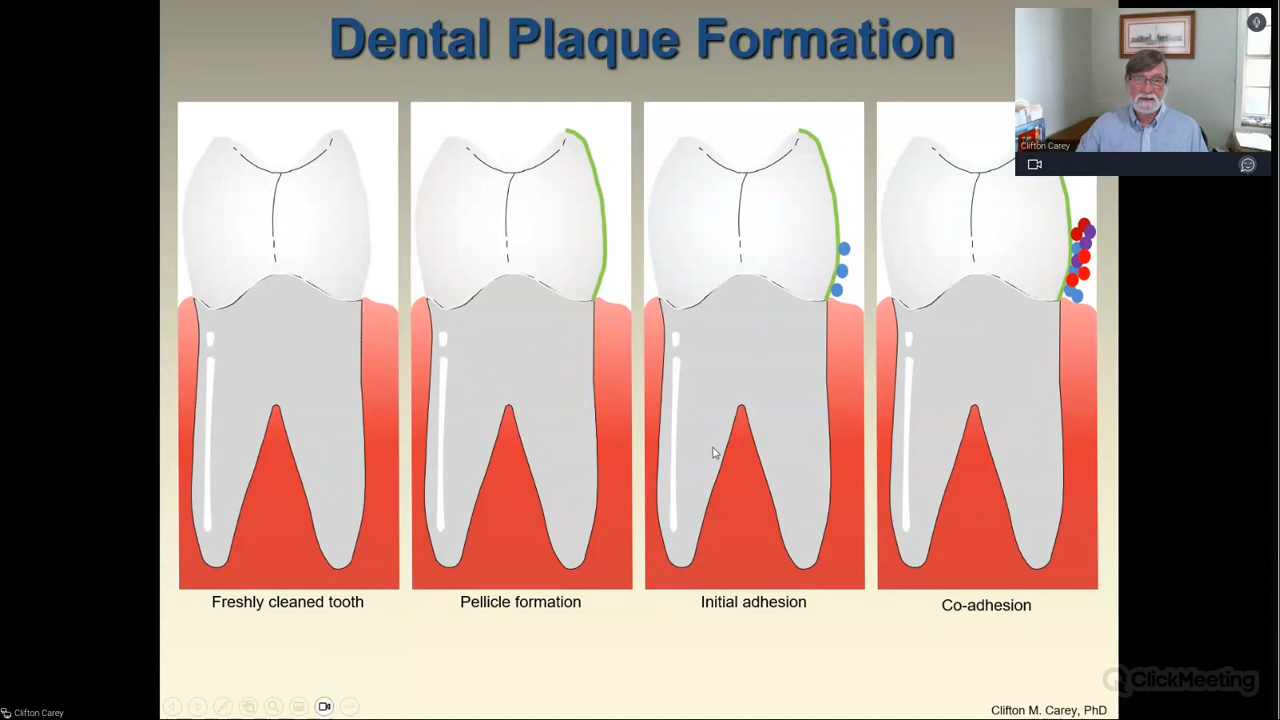 Dental Plaque Formation
Clifton Carey
Freshly cleaned tooth
Pellicle formation
Initial adhesion
Co-adhesion
ClickMeeting
Clifton M. Carey, PhD
Clifton Carey